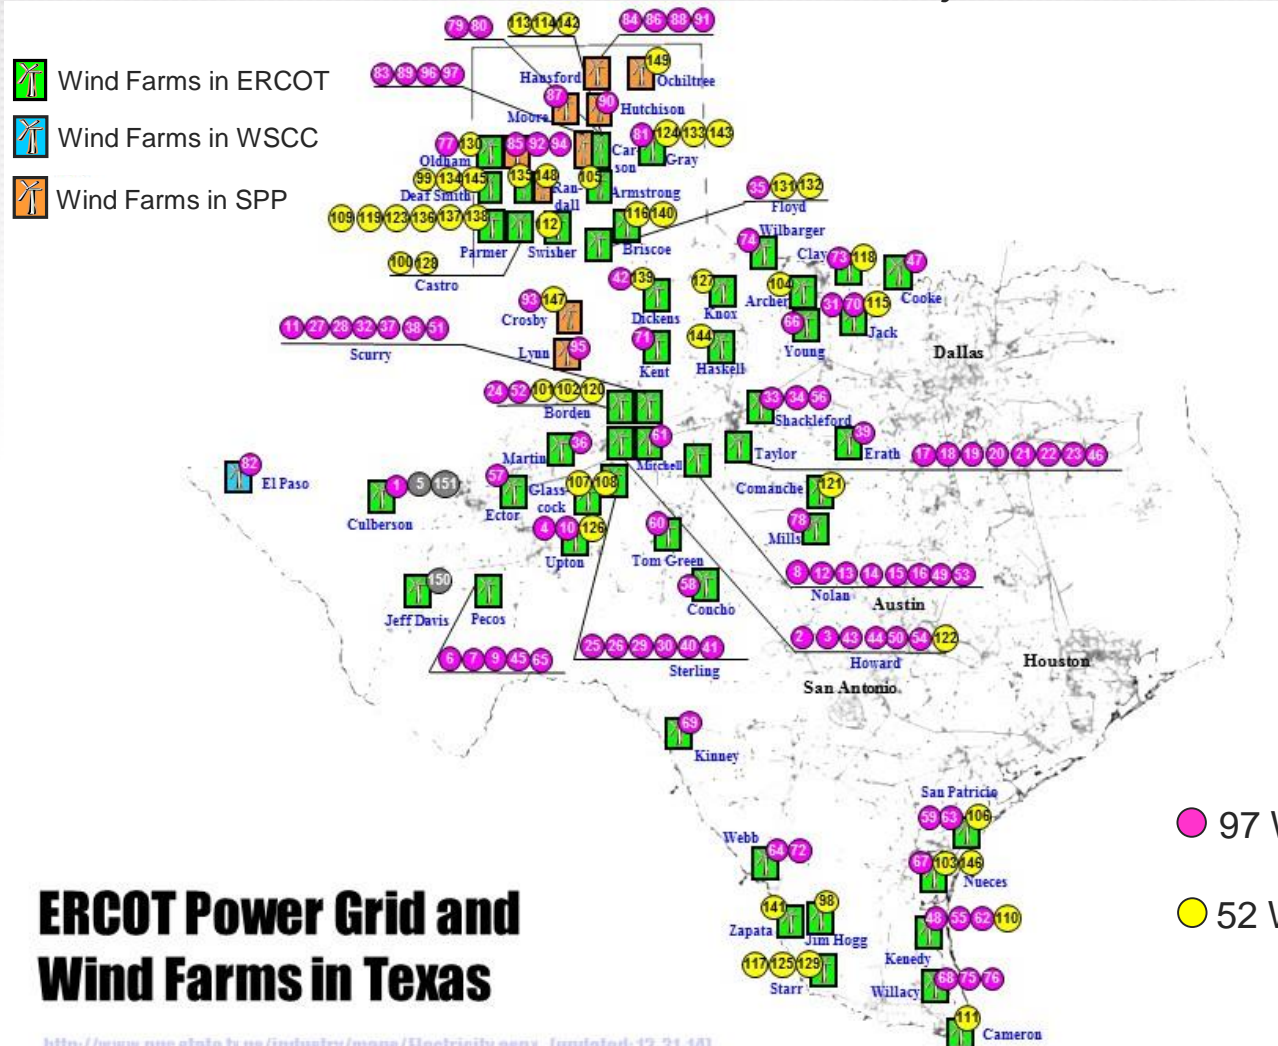 79 80
113 114 142
84 86 88 91
Wind Farms in ERCOT
83 89 96 97
Hansford
149
Ochiltree
Wind Farms in WSCC
87
Moore
90
Hutchison
77 130
Oldham
85 92 94
Car-
son
81 124 133 143
Gray
Wind Farms in SPP
99 134 145
Deaf Smith
135 148
Ran-
dall
105
Armstrong
35 131 132
Floyd
109 119 123 136 137 138
Parmer
112
Swisher
116 140
Briscoe
74
Wilbarger
Clay
73 118
47
Cooke
100 128
Castro
42 139
Dickens
127
Knox
104
Archer
31 70 115
Jack
93 147
Crosby
66
Young
11 27 28 32 37 38 51
Scurry
Lynn
95
71
Kent
144
Haskell
Dallas
24 52 101 102 120
Borden
33 34 56
Shackleford
Martin
36
61
Mitchell
Taylor
39
Erath
17 18 19 20 21 22 23 46
82
El Paso
1 5 151
Culberson
57
Ector
Glass-
cock
107 108
Comanche
121
4 10 126
Upton
60
Tom Green
78
Mills
150
Jeff Davis
Pecos
58
Concho
8 12 13 14 15 16 49 53
Nolan
Austin
6 7 9 45 65
25 26 29 30 40 41
Sterling
2 3 43 44 50 54 122
Howard
Houston
San Antonio
69
Kinney
San Patricio
59 63 106
97 W
Webb
64 72
67 103 146
Nueces
ERCOT Power Grid and
Wind Farms in Texas
141
Zapata
98
Jim Hogg
48 55 62 110
Kenedy
52 W
117 125 129
Starr
68 75 76
Willacy
111
Cameron